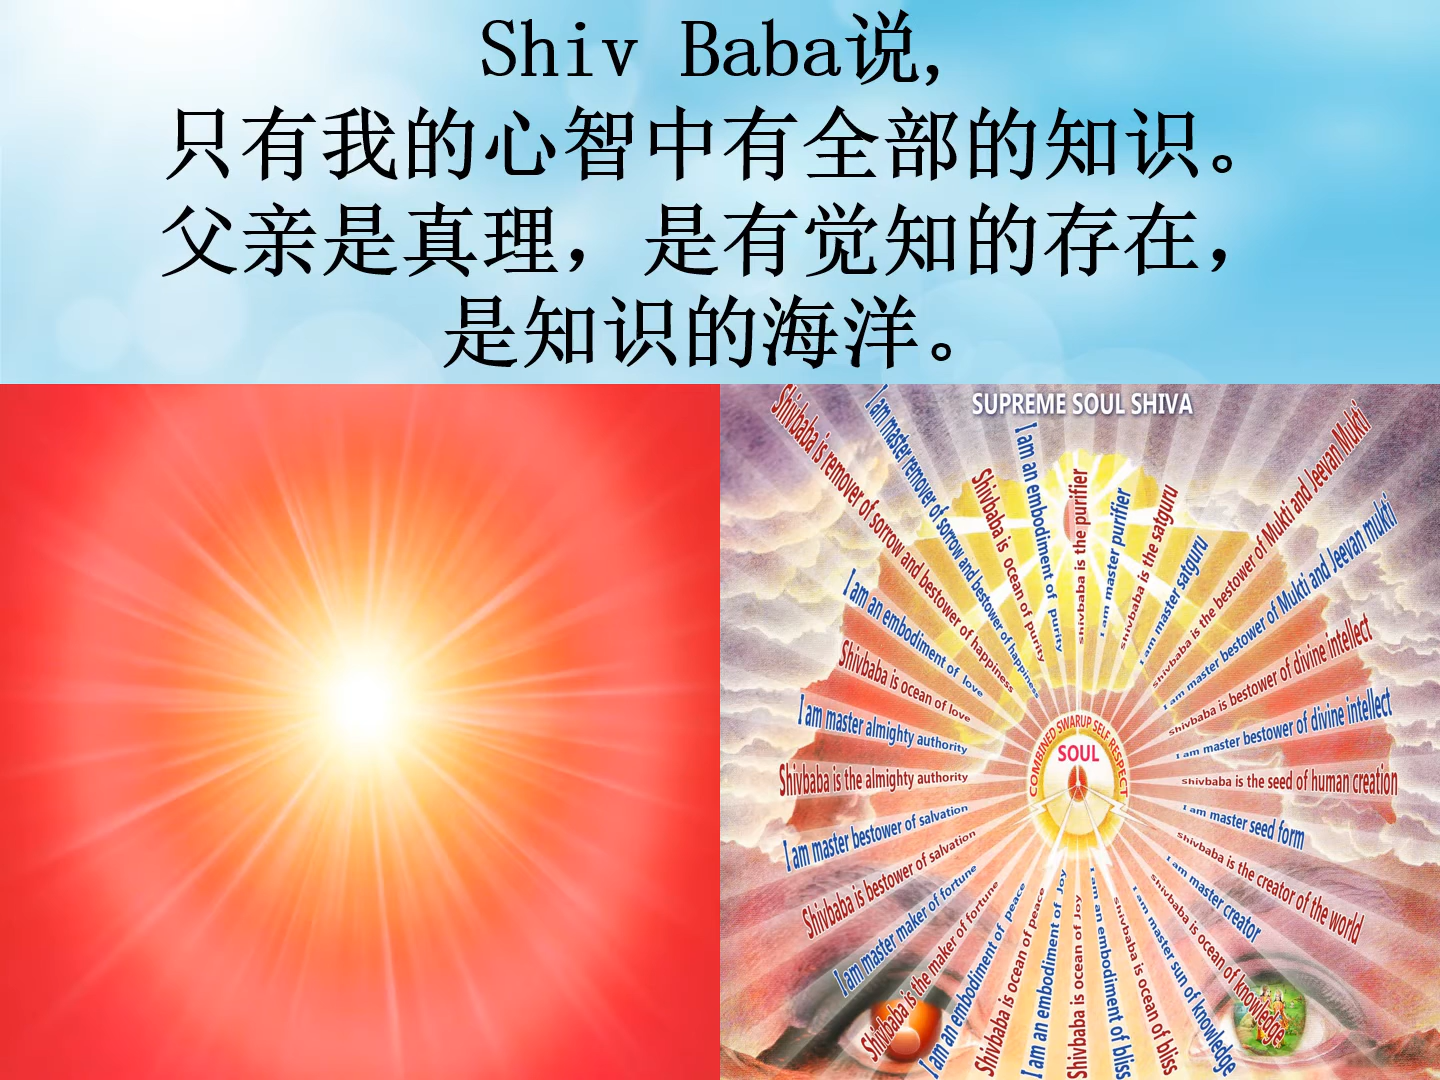 Shiv Baba说,
只有我的心智中有全部的知识。
父亲是真理，是有觉知的存在，
是知识的海洋。
SUPREME SOUL SHIVA
Shivbaba is remover of sorrow and bestower of happiness
I am master remover of sorrow and bestower of happiness
Shivbaba is ocean of purity
I am an embodiment of purity
shivbaba is the purifier
I am master purifier
shivbaba is the satguru
I am master satguru
shivbaba is the bestower of Mukti and Jeevan Mukti
I am master bestower of Mukti and Jeevan mukti
shivbaba is bestower of divine intellect
I am master bestower of divine intellect
Shivbaba is the seed of human creation
I am master seed form
Shivbaba is the creator of the world
I am master creator
Shivbaba is ocean of knowledge
I am master sun of knowledge
shivbaba is ocean of bliss
I am an embodiment of bliss
Shivbaba is ocean of Joy
I am an embodiment of Joy
Shivbaba is ocean of peace
I am an embodiment of peace
Shivbaba is the maker of fortune
I am master maker of fortune
Shivbaba is bestower of salvation
I am master bestower of salvation
Shivbaba is the almighty authority
I am master almighty authority
Shivbaba is ocean of love
I am an embodiment of love
COMBINED SWARUP SELF RESPECT
SOUL